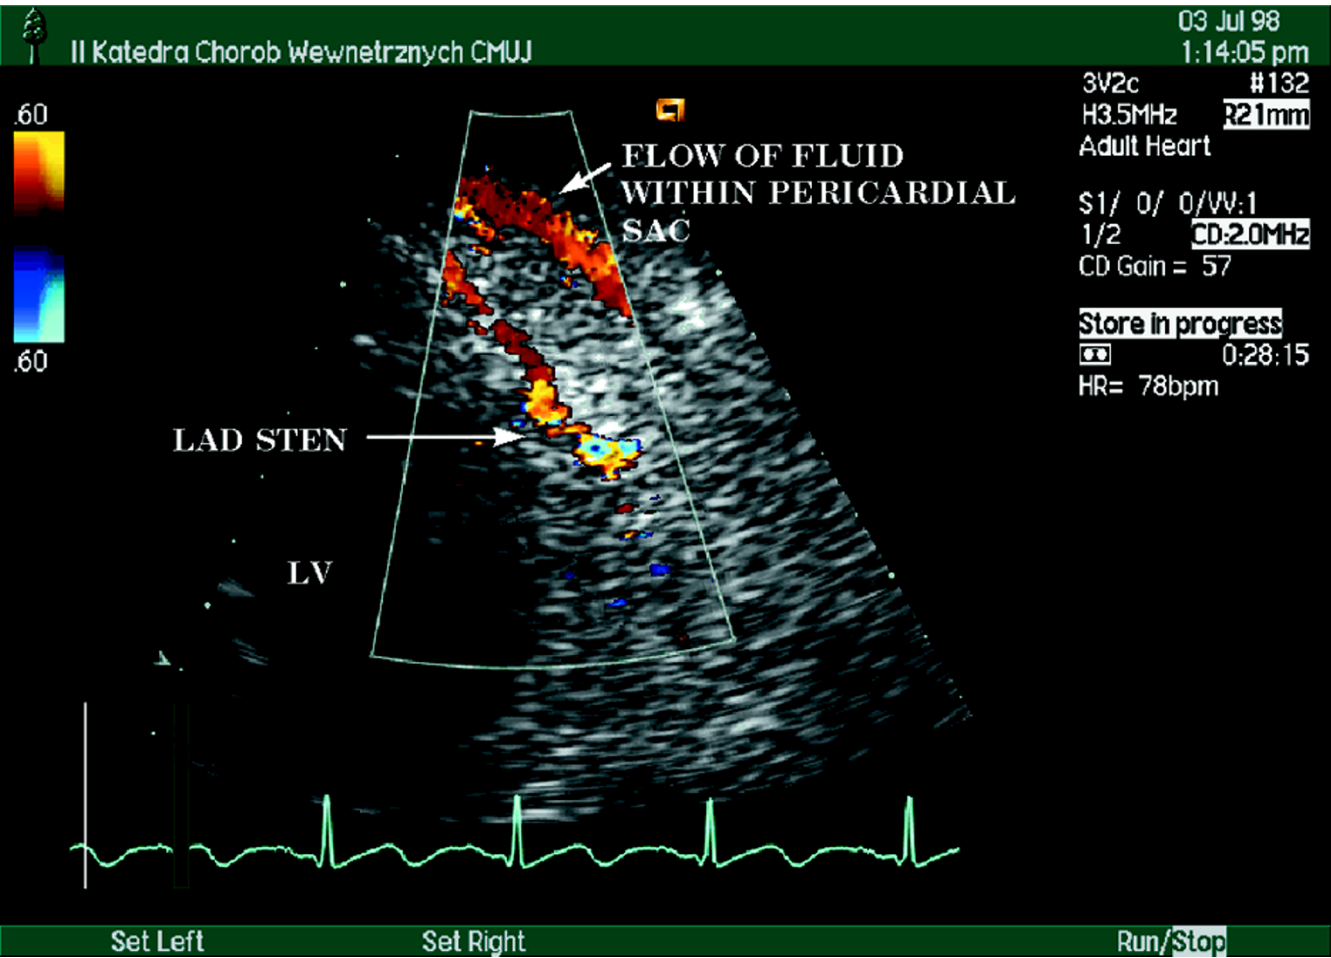 03 Jul 98
II Katedra Chorob Wewnetrznych CMUJ
1:14:05 pm
3V2c #132
H3.5MHz R21mm
Adult Heart
S1/ 0/ 0/VV:1
1/2 CD:2.0MHz
CD Gain = 57
Store in progress
0:28:15
HR= 78bpm
.60
.60
FLOW OF FLUID
WITHIN PERICARDIAL
SAC
LAD STEN
LV
Set Left Set Right Run/Stop